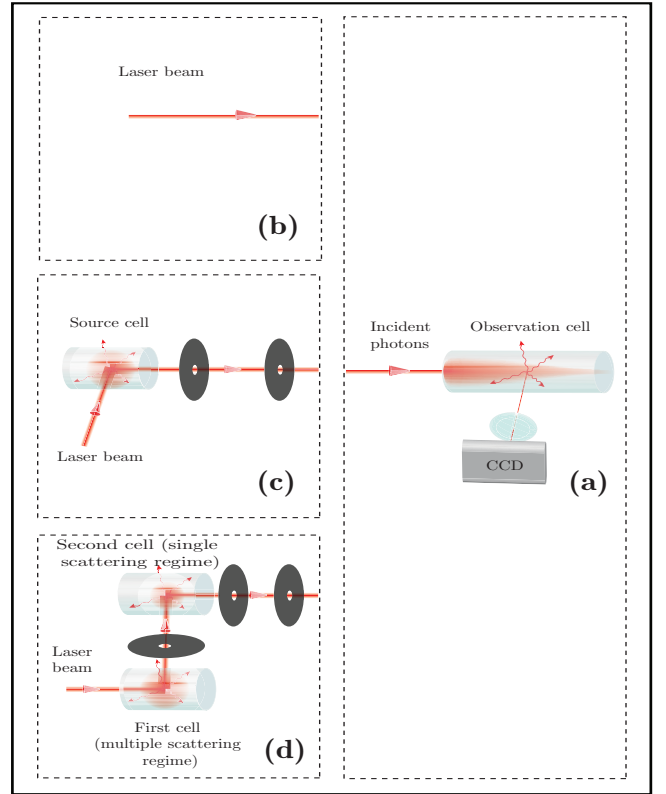 Laser beam
(b)
Source cell
Laser beam
(c)
Second cell (single
scattering regime)
Laser
beam
First cell
(multiple scattering
regime)
(d)
Incident
photons
Observation cell
CCD
(a)